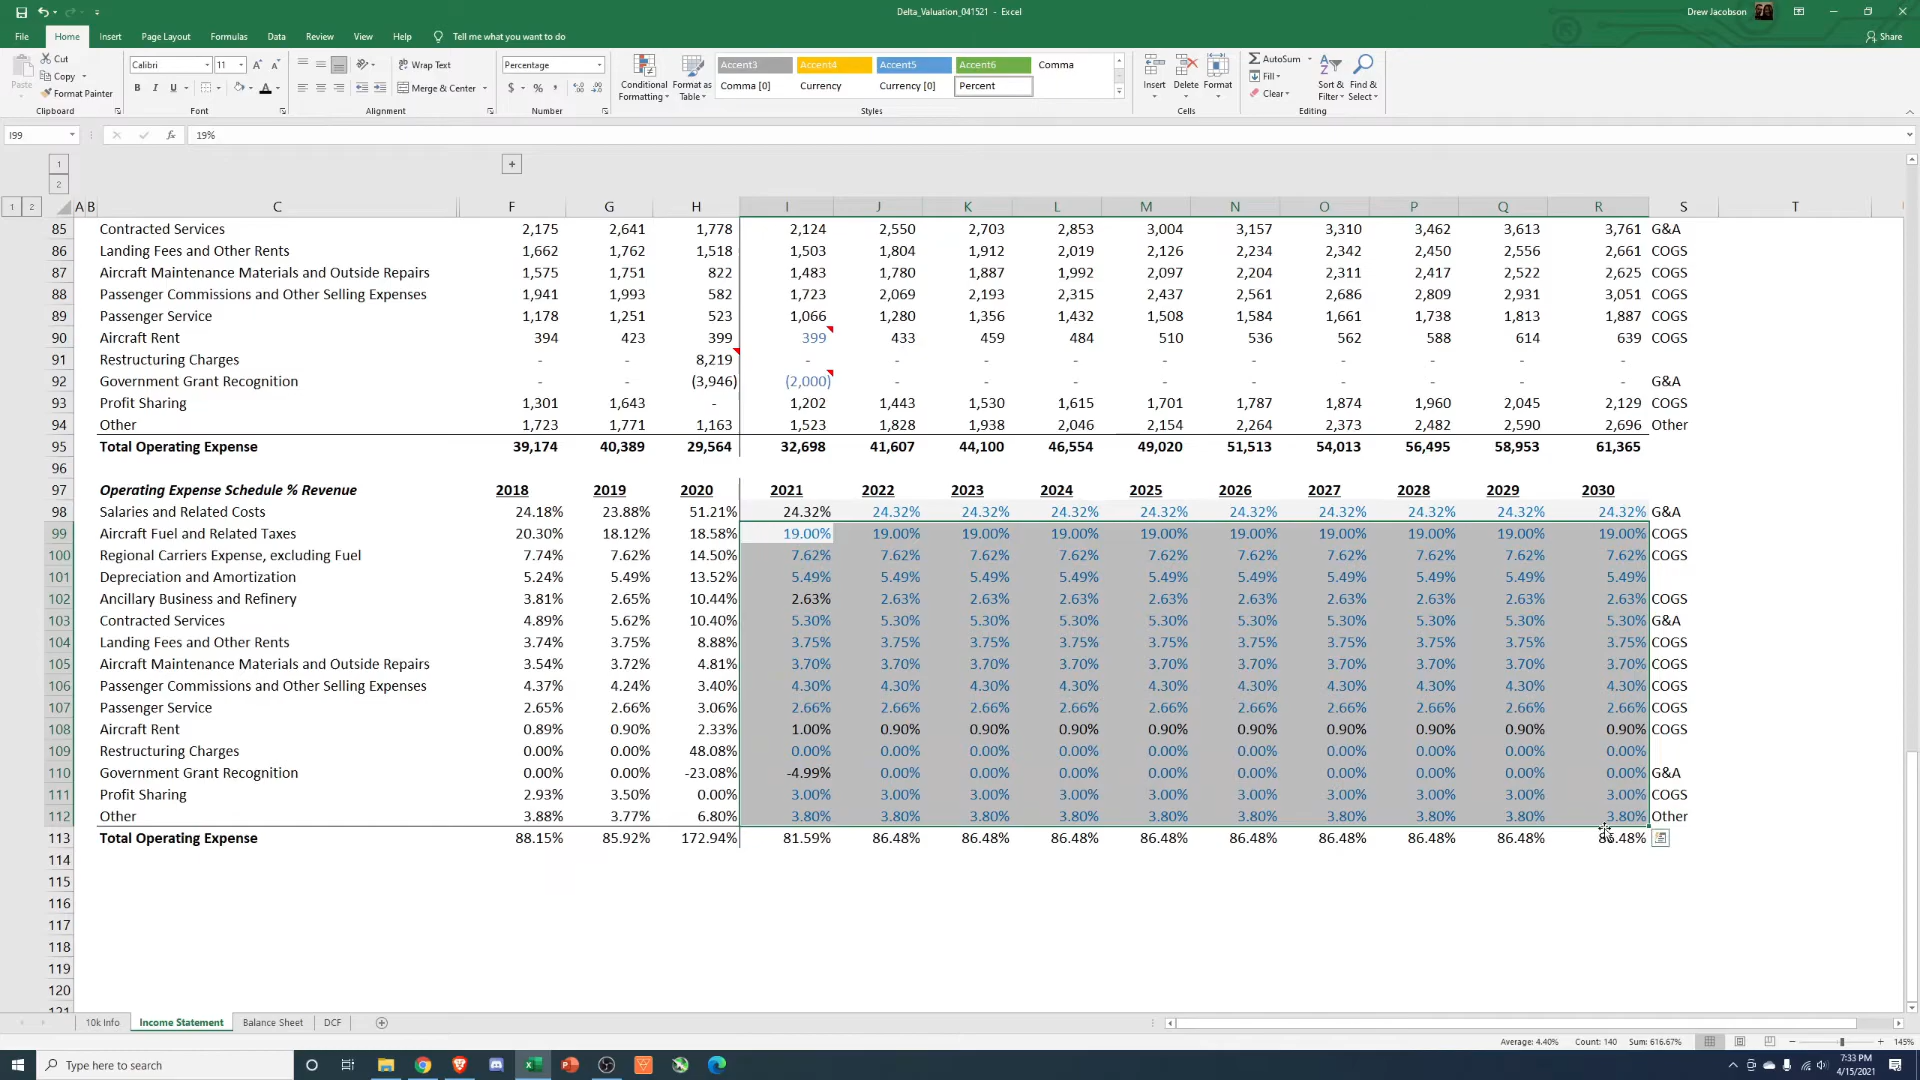 Delta_Valuation_041521 - Excel
Drew Jacobson
File Home Insert Page Layout Formulas Data Review View Help Tell me what you want to do Share
Paste Cut Copy Format Painter Clipboard
Calibri 11 Font
Wrap Text Merge & Center Alignment
Percentage Number
Conditional Formatting Format as Table
Accent3 Accent4 Accent5 Accent6 Comma
Comma [0] Currency Currency [0] Percent
Styles
Insert Delete Format Cells
AutoSum Fill Clear Sort & Filter Find & Select Editing
I99 fx 19%
1
2
1 2 A B C F G H I J K L M N O P Q R S T
85 Contracted Services 2,175 2,641 1,778 2,124 2,550 2,703 2,853 3,004 3,157 3,310 3,462 3,613 3,761 G&A
86 Landing Fees and Other Rents 1,662 1,762 1,518 1,503 1,804 1,912 2,019 2,126 2,234 2,342 2,450 2,556 2,661 COGS
87 Aircraft Maintenance Materials and Outside Repairs 1,575 1,751 822 1,483 1,780 1,887 1,992 2,097 2,204 2,311 2,417 2,522 2,625 COGS
88 Passenger Commissions and Other Selling Expenses 1,941 1,993 582 1,723 2,069 2,193 2,315 2,437 2,561 2,686 2,809 2,931 3,051 COGS
89 Passenger Service 1,178 1,251 523 1,066 1,280 1,356 1,432 1,508 1,584 1,661 1,738 1,813 1,887 COGS
90 Aircraft Rent 394 423 399 399 433 459 484 510 536 562 588 614 639 COGS
91 Restructuring Charges - - 8,219 - - - - - - - - - -
92 Government Grant Recognition - - (3,946) (2,000) - - - - - - - - - G&A
93 Profit Sharing 1,301 1,643 - 1,202 1,443 1,530 1,615 1,701 1,787 1,874 1,960 2,045 2,129 COGS
94 Other 1,723 1,771 1,163 1,523 1,828 1,938 2,046 2,154 2,264 2,373 2,482 2,590 2,696 Other
95 Total Operating Expense 39,174 40,389 29,564 32,698 41,607 44,100 46,554 49,020 51,513 54,013 56,495 58,953 61,365
96
97 Operating Expense Schedule % Revenue 2018 2019 2020 2021 2022 2023 2024 2025 2026 2027 2028 2029 2030
98 Salaries and Related Costs 24.18% 23.88% 51.21% 24.32% 24.32% 24.32% 24.32% 24.32% 24.32% 24.32% 24.32% 24.32% 24.32% G&A
99 Aircraft Fuel and Related Taxes 20.30% 18.12% 18.58% 19.00% 19.00% 19.00% 19.00% 19.00% 19.00% 19.00% 19.00% 19.00% 19.00% COGS
100 Regional Carriers Expense, excluding Fuel 7.74% 7.62% 14.50% 7.62% 7.62% 7.62% 7.62% 7.62% 7.62% 7.62% 7.62% 7.62% 7.62% COGS
101 Depreciation and Amortization 5.24% 5.49% 13.52% 5.49% 5.49% 5.49% 5.49% 5.49% 5.49% 5.49% 5.49% 5.49% 5.49%
102 Ancillary Business and Refinery 3.81% 2.65% 10.44% 2.63% 2.63% 2.63% 2.63% 2.63% 2.63% 2.63% 2.63% 2.63% 2.63% COGS
103 Contracted Services 4.89% 5.62% 10.40% 5.30% 5.30% 5.30% 5.30% 5.30% 5.30% 5.30% 5.30% 5.30% 5.30% G&A
104 Landing Fees and Other Rents 3.74% 3.75% 8.88% 3.75% 3.75% 3.75% 3.75% 3.75% 3.75% 3.75% 3.75% 3.75% 3.75% COGS
105 Aircraft Maintenance Materials and Outside Repairs 3.54% 3.72% 4.81% 3.70% 3.70% 3.70% 3.70% 3.70% 3.70% 3.70% 3.70% 3.70% 3.70% COGS
106 Passenger Commissions and Other Selling Expenses 4.37% 4.24% 3.40% 4.30% 4.30% 4.30% 4.30% 4.30% 4.30% 4.30% 4.30% 4.30% 4.30% COGS
107 Passenger Service 2.65% 2.66% 3.06% 2.66% 2.66% 2.66% 2.66% 2.66% 2.66% 2.66% 2.66% 2.66% 2.66% COGS
108 Aircraft Rent 0.89% 0.90% 2.33% 1.00% 0.90% 0.90% 0.90% 0.90% 0.90% 0.90% 0.90% 0.90% 0.90% COGS
109 Restructuring Charges 0.00% 0.00% 48.08% 0.00% 0.00% 0.00% 0.00% 0.00% 0.00% 0.00% 0.00% 0.00% 0.00%
110 Government Grant Recognition 0.00% 0.00% -23.08% -4.99% 0.00% 0.00% 0.00% 0.00% 0.00% 0.00% 0.00% 0.00% 0.00% G&A
111 Profit Sharing 2.93% 3.50% 0.00% 3.00% 3.00% 3.00% 3.00% 3.00% 3.00% 3.00% 3.00% 3.00% 3.00% COGS
112 Other 3.88% 3.77% 6.80% 3.80% 3.80% 3.80% 3.80% 3.80% 3.80% 3.80% 3.80% 3.80% 3.80% Other
113 Total Operating Expense 88.15% 85.92% 172.94% 81.59% 86.48% 86.48% 86.48% 86.48% 86.48% 86.48% 86.48% 86.48% 86.48%
114
115
116
117
118
119
120
10k Info Income Statement Balance Sheet DCF
Average: 4.40% Count: 140 Sum: 616.67% 145%
Type here to search
7:33 PM
4/15/2021